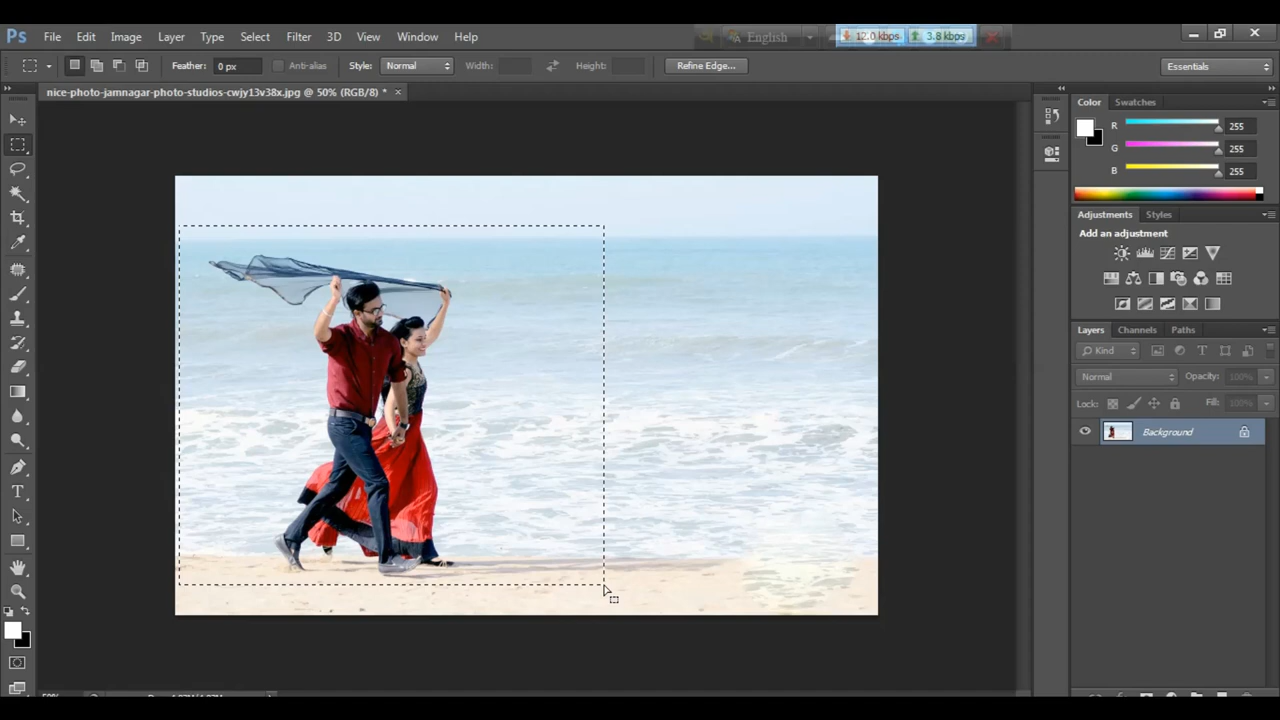 Ps File Edit Image Layer Type Select Filter 3D View Window Help English 12.0 kbps 3.8 kbps
Feather: 0 px Anti-alias Style: Normal Width: Height: Refine Edge... Essentials
nice-photo-jamnagar-photo-studios-cwjy13v38x.jpg @ 50% (RGB/8) * ×
Color Swatches
R 255
G 255
B 255
Adjustments Styles
Add an adjustment
Layers Channels Paths
Kind
Normal Opacity: 100%
Lock: Fill: 100%
Background